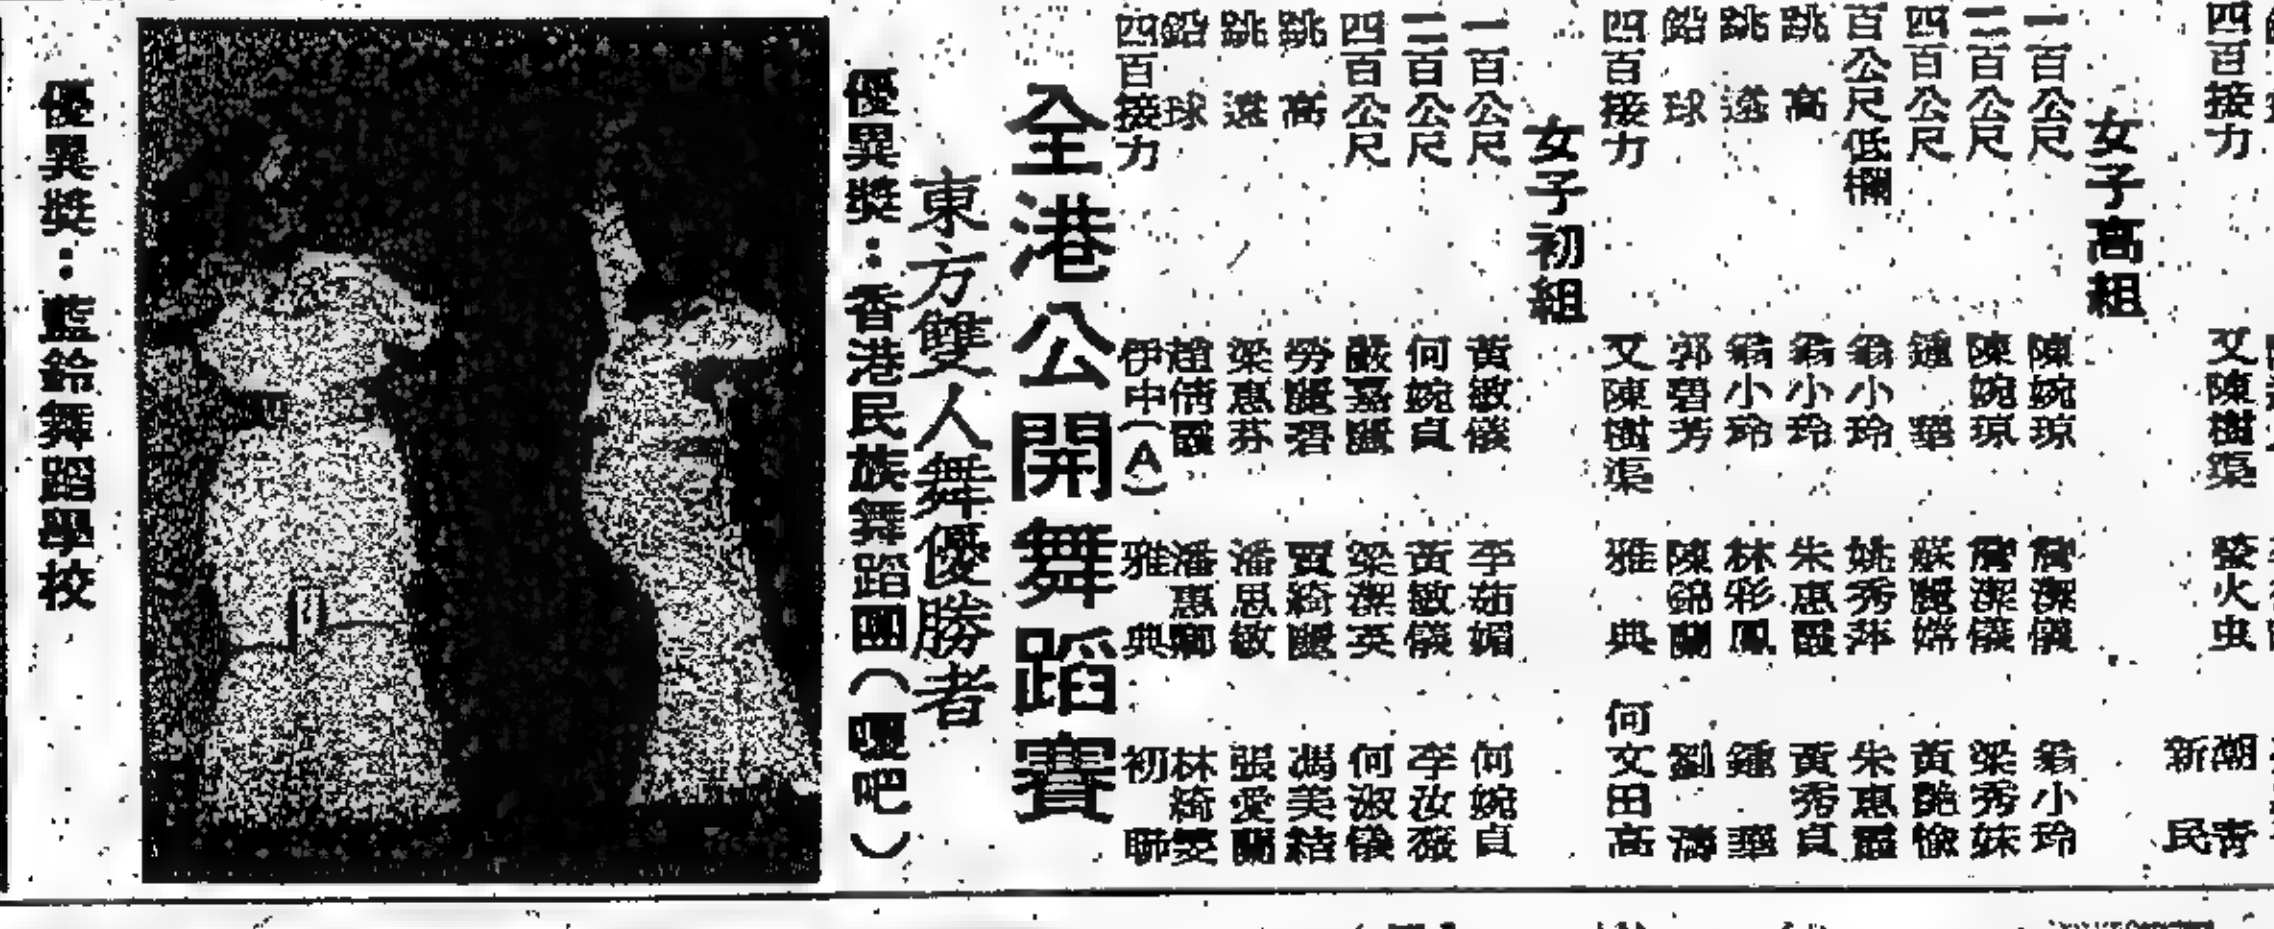 四百接力 文陳樹渠 螢火虫 潮青
新民
女子高組
一百公尺 陳婉琼 詹潔儀 翁小玲
二百公尺 陳婉琼 詹潔儀 梁秀妹
四百公尺 鍾華 蘇麗嫦 黃艷儉
百公尺低欄 翁小玲 姚秀萍 朱惠霞
跳高 翁小玲 朱惠霞 黃秀貞
跳遠 翁小玲 林彩鳳 鍾華
鉛球 郭碧芳 陳錦蘭 劉濤
四百接力 文陳樹渠 雅典 何文田高
女子初組
一百公尺 黃敏儀 李茹媚 何婉貞
二百公尺 何婉貞 黃敏儀 李汝薇
四百公尺 嚴嘉 梁潔英 何淑儀
跳高 勞麗碧 賈綺麗 馮美結
跳遠 梁惠芬 潘思敏 張愛蘭
鉛球 趙倩霞 潘惠卿 林綺雯
四百接力 伊中(A) 雅典 初聯
全港公開舞蹈賽
東方雙人舞優勝者
優異獎:香港民族舞蹈團(賣吧)
優異獎:藍鈴舞蹈學校